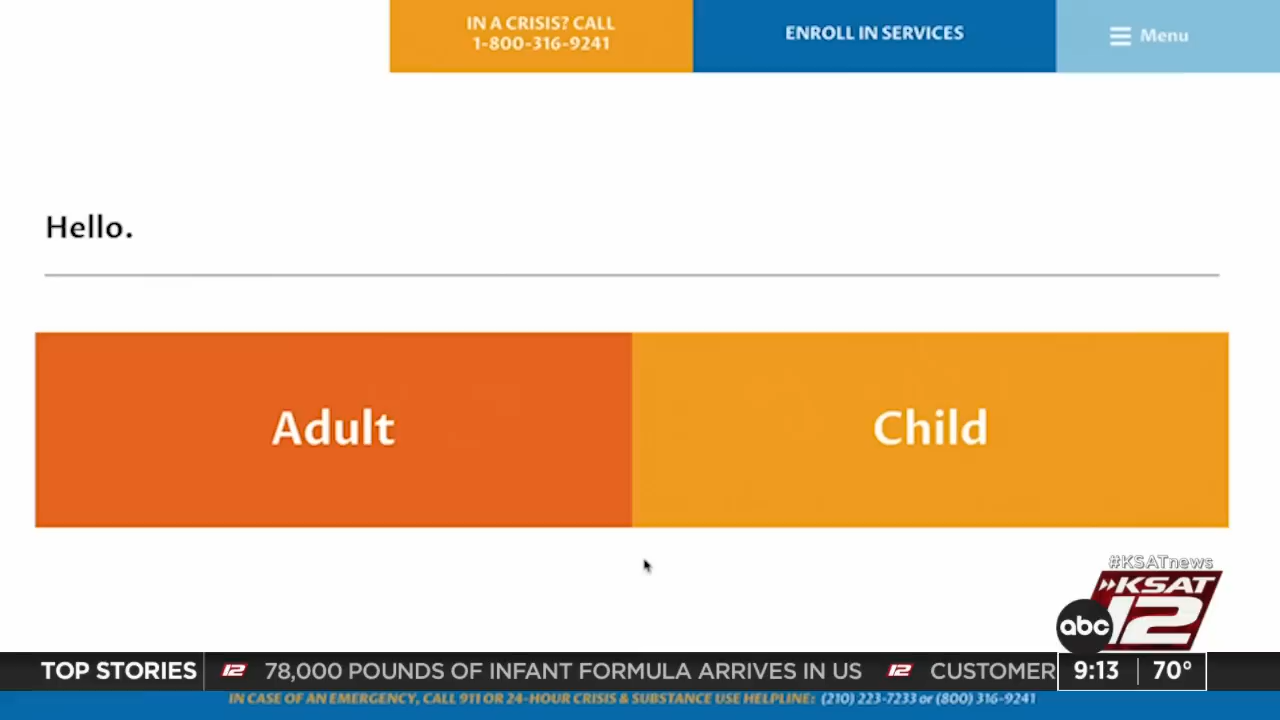 IN A CRISIS? CALL
1-800-316-9241
ENROLL IN SERVICES
Menu
Hello.
Adult
Child
#KSATnews
KSAT
12
abc
TOP STORIES
12 78,000 POUNDS OF INFANT FORMULA ARRIVES IN US 12 CUSTOMER
9:13
70°
IN CASE OF AN EMERGENCY, CALL 911 OR 24-HOUR CRISIS & SUBSTANCE USE HELPLINE: (210) 223-7233 or (800) 316-9241